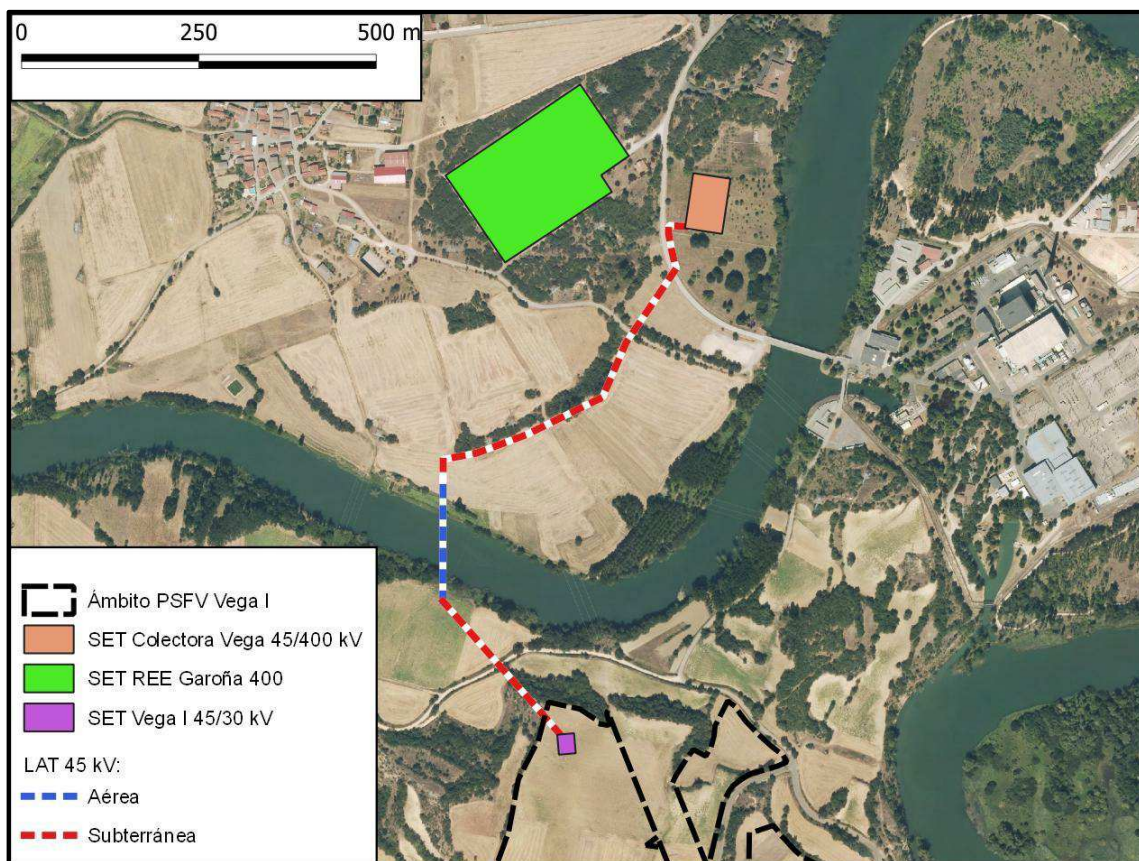 0 250 500 m
Ámbito PSFV Vega I
SET Colectora Vega 45/400 kV
SET REE Garoña 400
SET Vega I 45/30 kV
LAT 45 kV:
Aérea
Subterránea